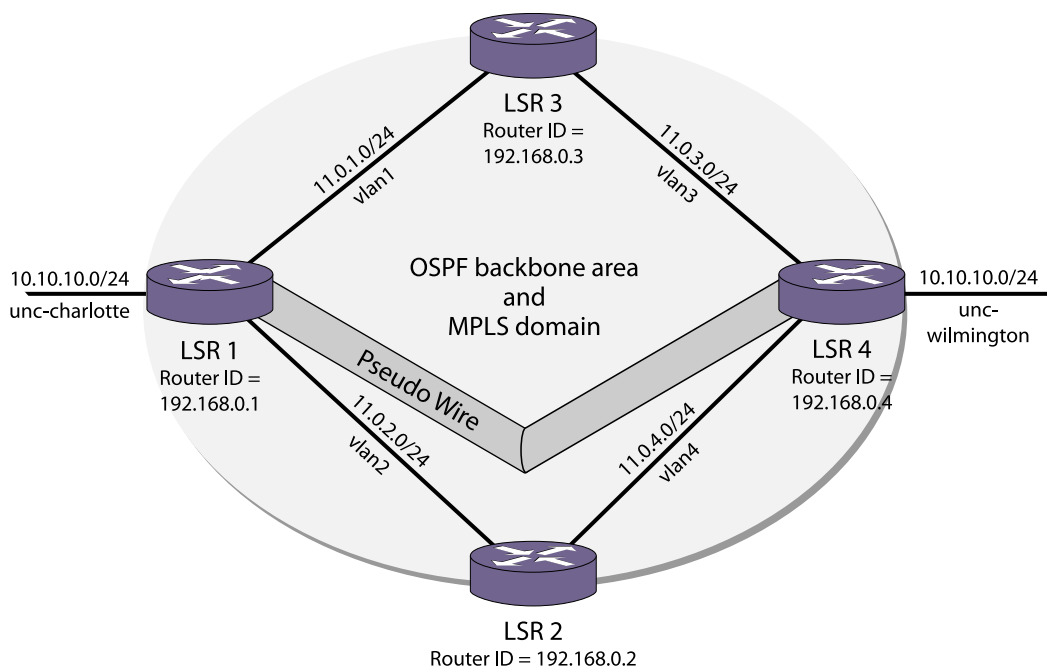 LSR 3
Router ID =
192.168.0.3
11.0.1.0/24
vlan1
11.0.3.0/24
vlan3
10.10.10.0/24
unc-charlotte
OSPF backbone area
and
MPLS domain
10.10.10.0/24
unc-
wilmington
LSR 1
Router ID =
192.168.0.1
LSR 4
Router ID =
192.168.0.4
Pseudo Wire
11.0.2.0/24
vlan2
11.0.4.0/24
vlan4
LSR 2
Router ID = 192.168.0.2